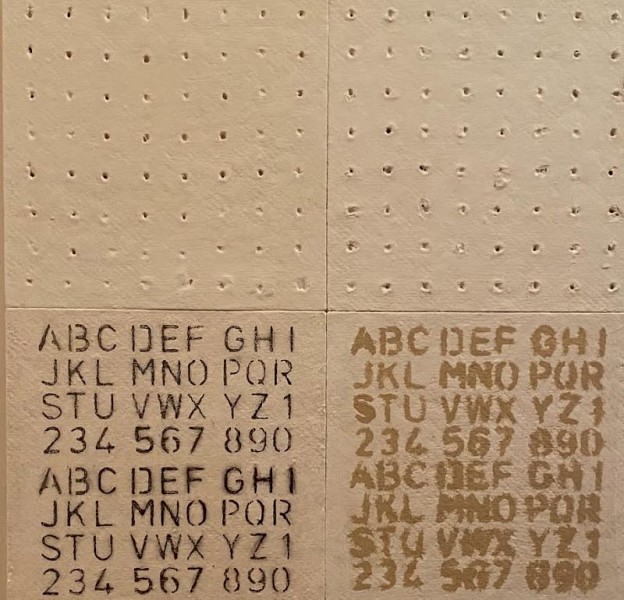 ABC DEF GHI
JKL MNO PQR
STU VWX YZ1
234 567 890
ABC DEF GHI
JKL MNO PQR
STU VWX YZ1
234 567 890
ABC DEF GHI
JKL MNO PQR
STU VWX YZ1
234 567 890
ABC DEF GHI
JKL MNO PQR
STU VWX YZ1
234 567 890